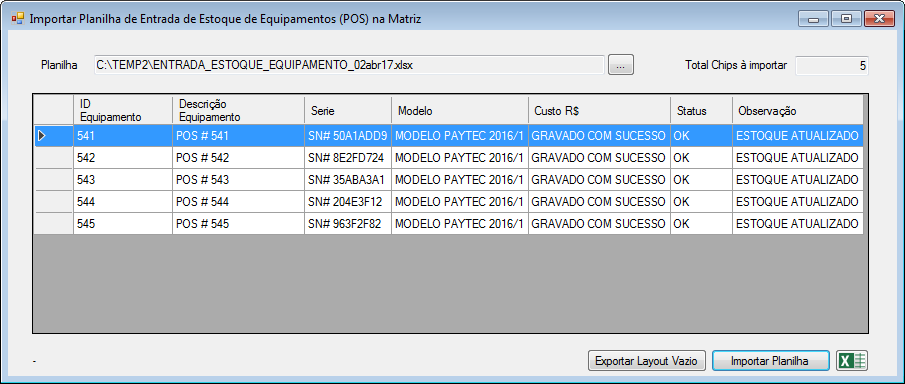 Importar Planilha de Entrada de Estoque de Equipamentos (POS) na Matriz
Planilha C:\TEMP2\ENTRADA_ESTOQUE_EQUIPAMENTO_02abr17.xlsx ... Total Chips à importar 5
ID Equipamento Descrição Equipamento Serie Modelo Custo R$ Status Observação
541 POS # 541 SN# 50A1ADD9 MODELO PAYTEC 2016/1 GRAVADO COM SUCESSO OK ESTOQUE ATUALIZADO
542 POS # 542 SN# 8E2FD724 MODELO PAYTEC 2016/1 GRAVADO COM SUCESSO OK ESTOQUE ATUALIZADO
543 POS # 543 SN# 35ABA3A1 MODELO PAYTEC 2016/1 GRAVADO COM SUCESSO OK ESTOQUE ATUALIZADO
544 POS # 544 SN# 204E3F12 MODELO PAYTEC 2016/1 GRAVADO COM SUCESSO OK ESTOQUE ATUALIZADO
545 POS # 545 SN# 963F2F82 MODELO PAYTEC 2016/1 GRAVADO COM SUCESSO OK ESTOQUE ATUALIZADO
- Exportar Layout Vazio Importar Planilha